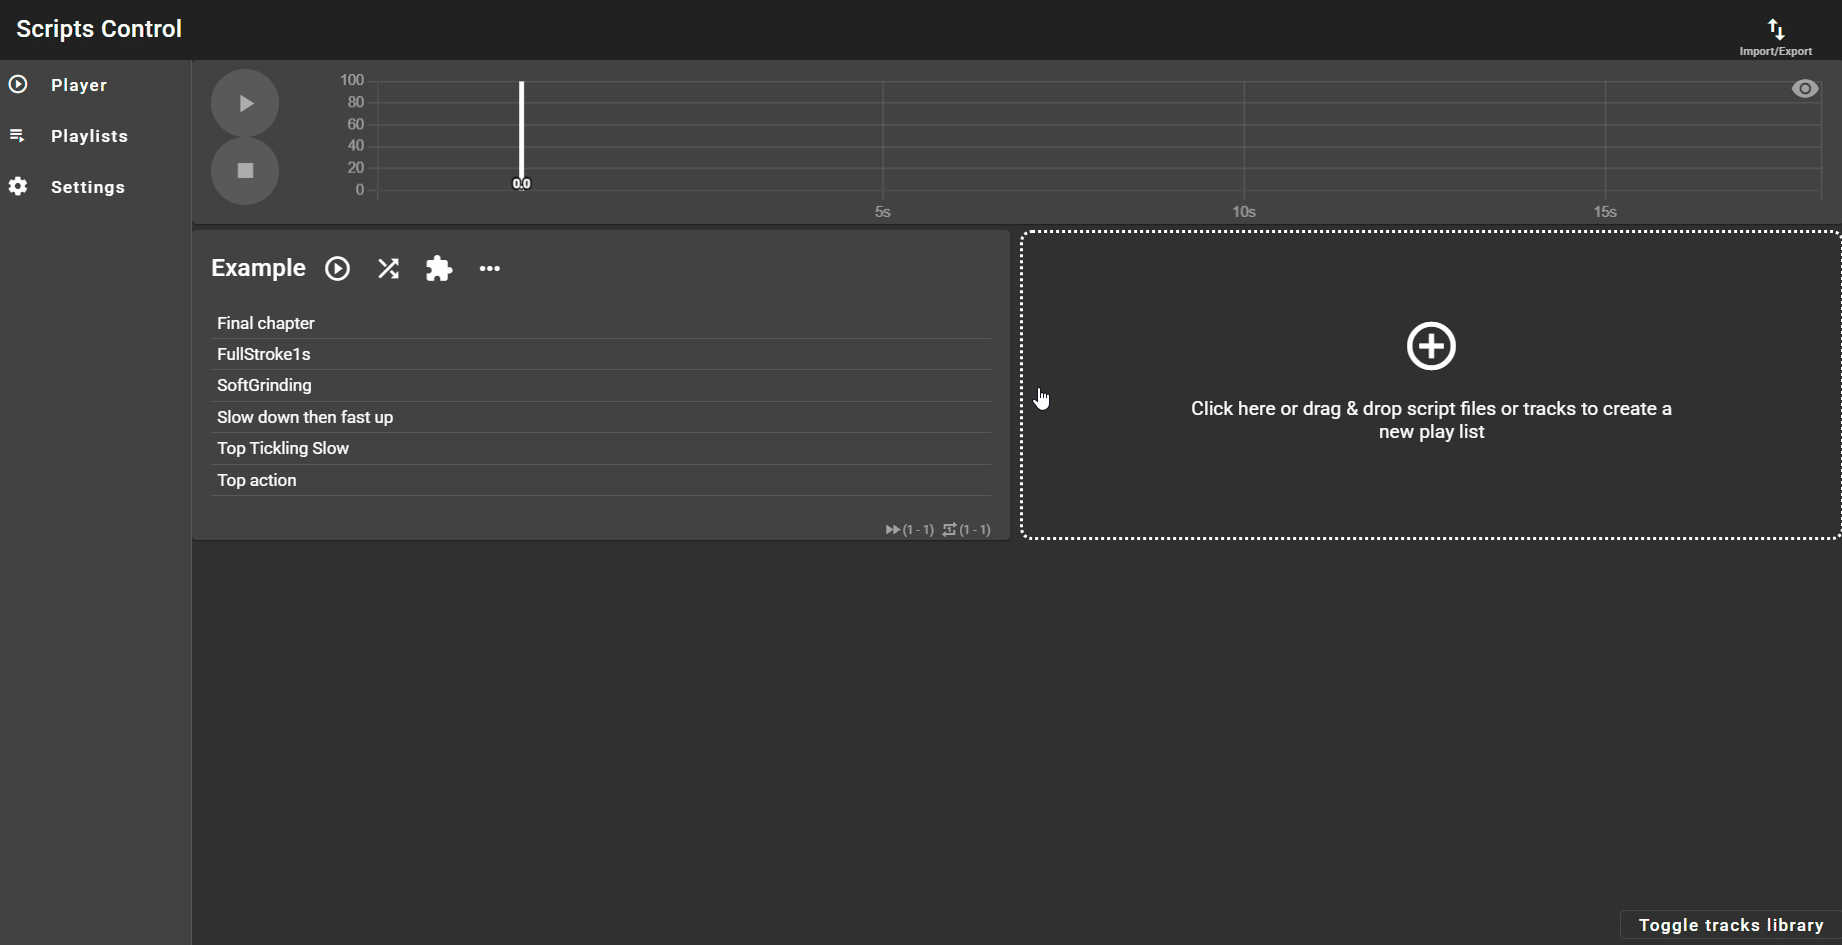 Scripts Control
Import/Export
Player
Playlists
Settings
100
80
60
40
20
0
0.0
5s
10s
15s
Example
Final chapter
FullStroke1s
SoftGrinding
Slow down then fast up
Top Tickling Slow
Top action
(1 - 1) (1 - 1)
Click here or drag & drop script files or tracks to create a
new play list
Toggle tracks library